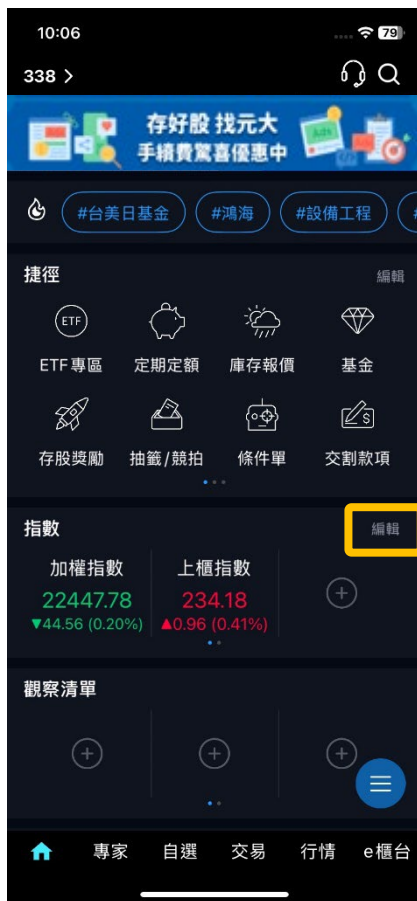 10:06
79
338 >
存好股 找元大
手續費驚喜優惠中
Ads
#台美日基金
#鴻海
#設備工程
#
捷徑
編輯
ETF
ETF專區
定期定額
庫存報價
基金
存股獎勵
抽籤/競拍
條件單
交割款項
指數
編輯
加權指數
上櫃指數
22447.78
234.18
▼44.56 (0.20%)
▲0.96 (0.41%)
觀察清單
專家
自選
交易
行情
e櫃台